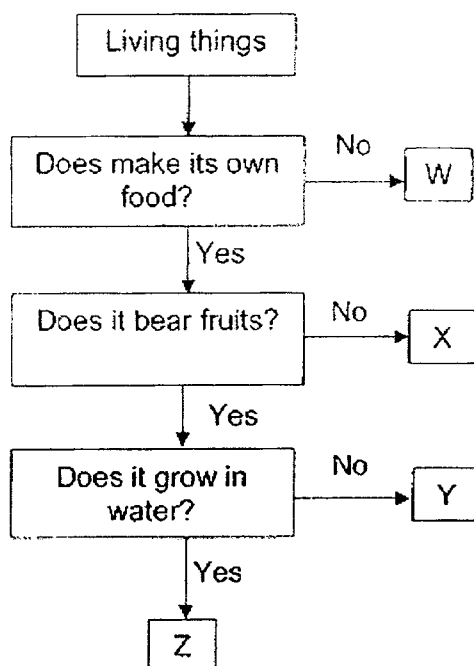 Living things
Does make its own
food?
No
W
Yes
Does it bear fruits?
No
X
Yes
Does it grow in
water?
No
Y
Yes
Z